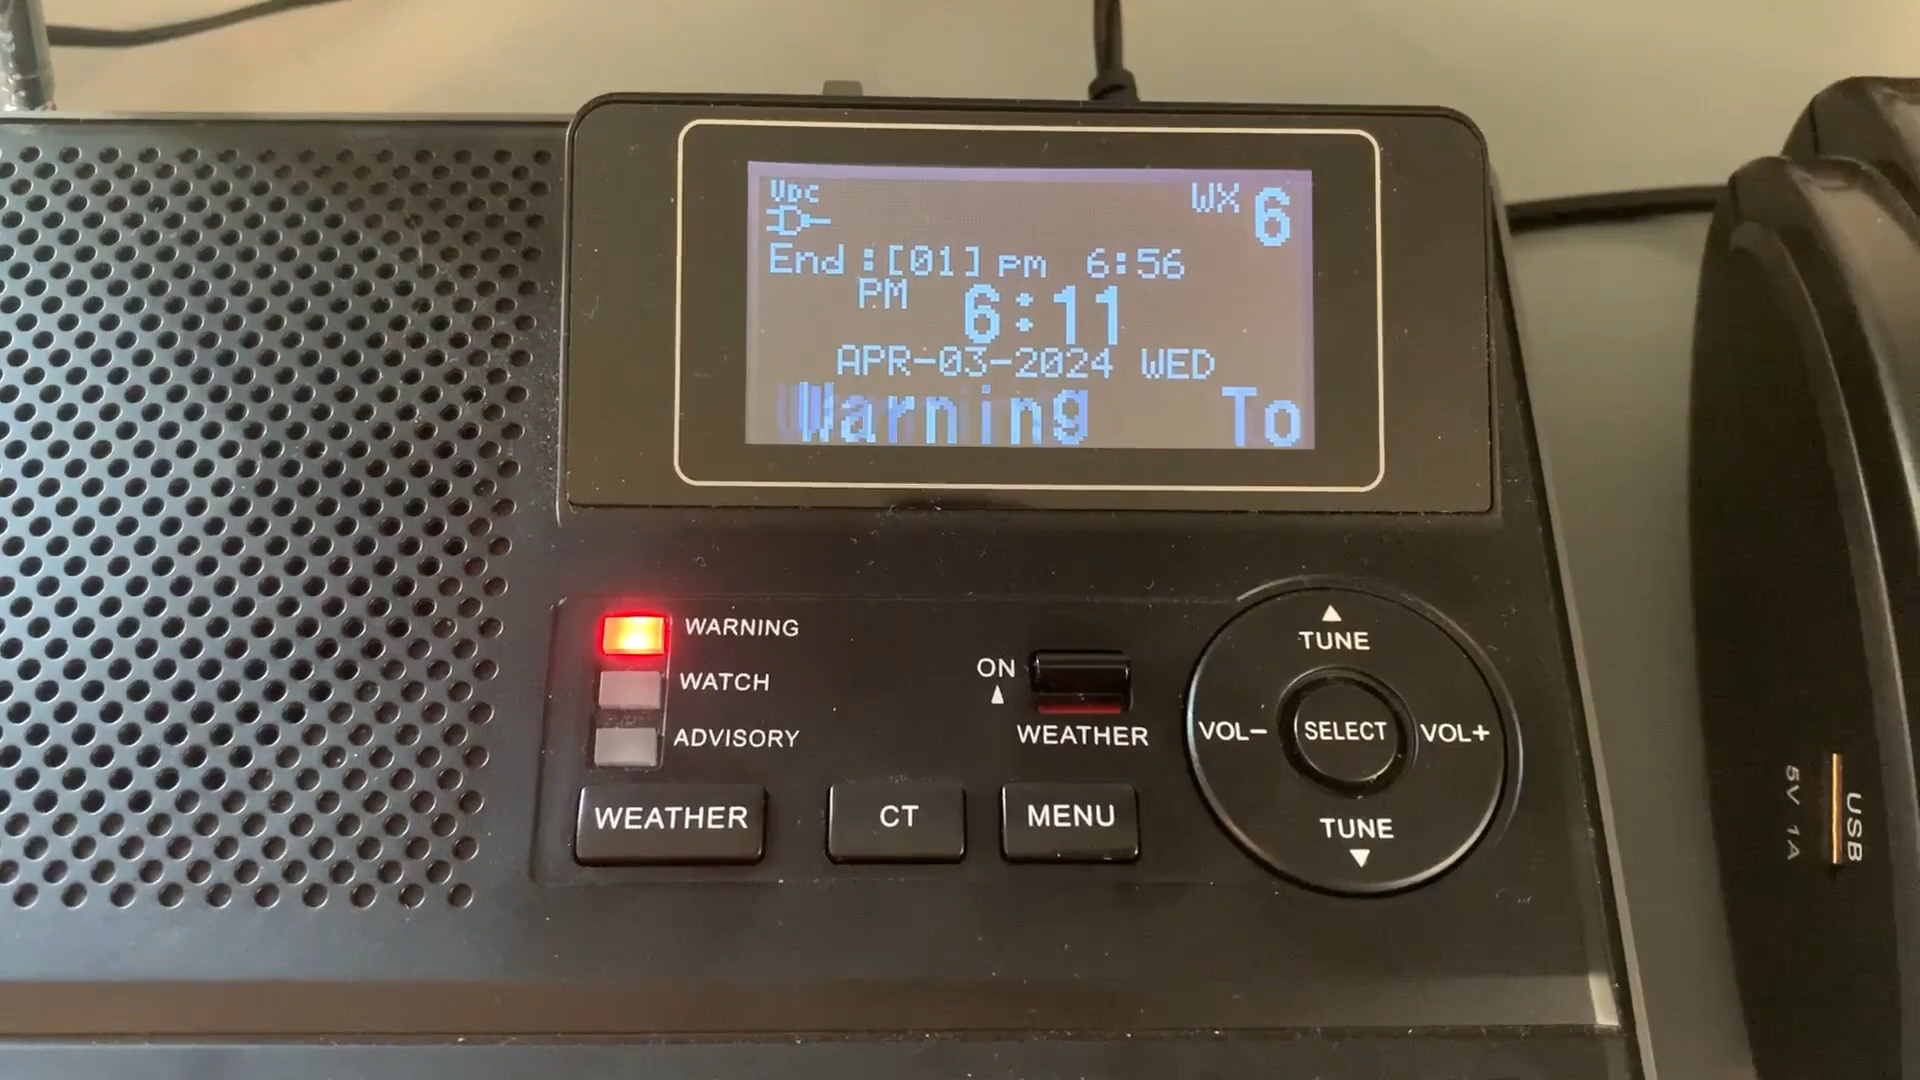 VDC
WX 6
End :[01] pm 6:56
PM 6:11
APR-03-2024 WED
Warning To
WARNING
WATCH
ADVISORY
ON
WEATHER
TUNE
VOL-
SELECT
VOL+
TUNE
WEATHER
CT
MENU
USB
5V 1A